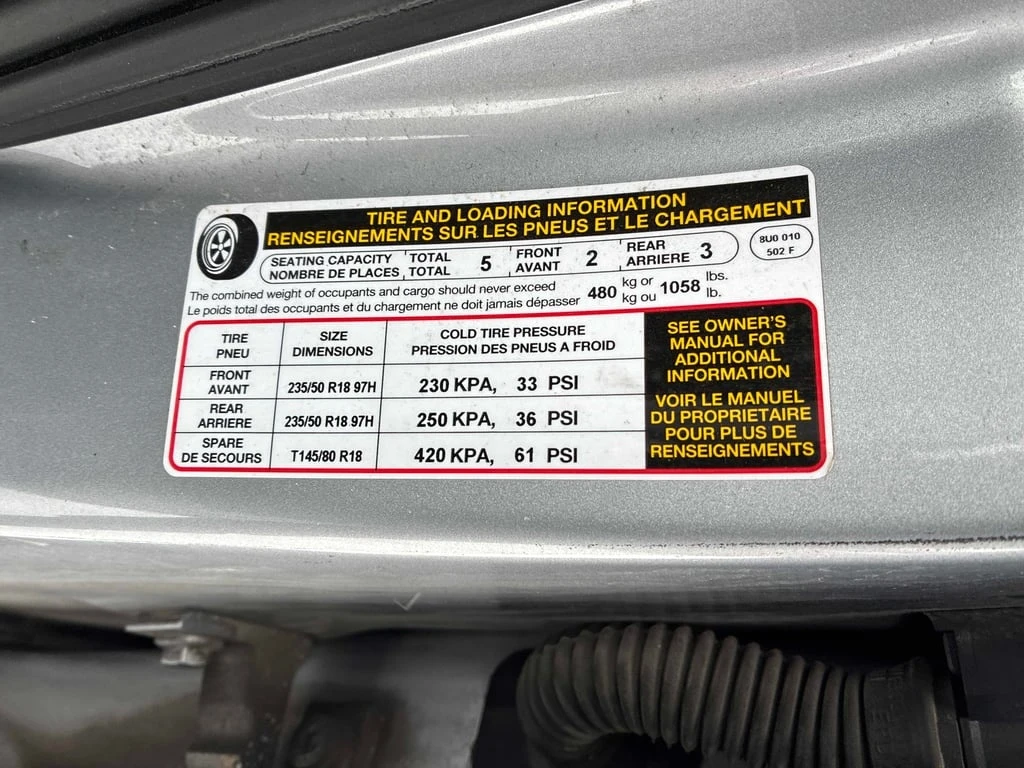 TIRE AND LOADING INFORMATION
RENSEIGNEMENTS SUR LES PNEUS ET LE CHARGEMENT
SEATING CAPACITY TOTAL 5 FRONT 2 REAR 3
NOMBRE DE PLACES TOTAL AVANT ARRIERE
8U0 010
502 F
The combined weight of occupants and cargo should never exceed 480 kg or 1058 lbs.
Le poids total des occupants et du chargement ne doit jamais dépasser kg ou lb.
TIRE SIZE COLD TIRE PRESSURE
PNEU DIMENSIONS PRESSION DES PNEUS A FROID
FRONT
AVANT 235/50 R18 97H 230 KPA, 33 PSI
REAR
ARRIERE 235/50 R18 97H 250 KPA, 36 PSI
SPARE
DE SECOURS T145/80 R18 420 KPA, 61 PSI
SEE OWNER'S
MANUAL FOR
ADDITIONAL
INFORMATION
VOIR LE MANUEL
DU PROPRIETAIRE
POUR PLUS DE
RENSEIGNEMENTS